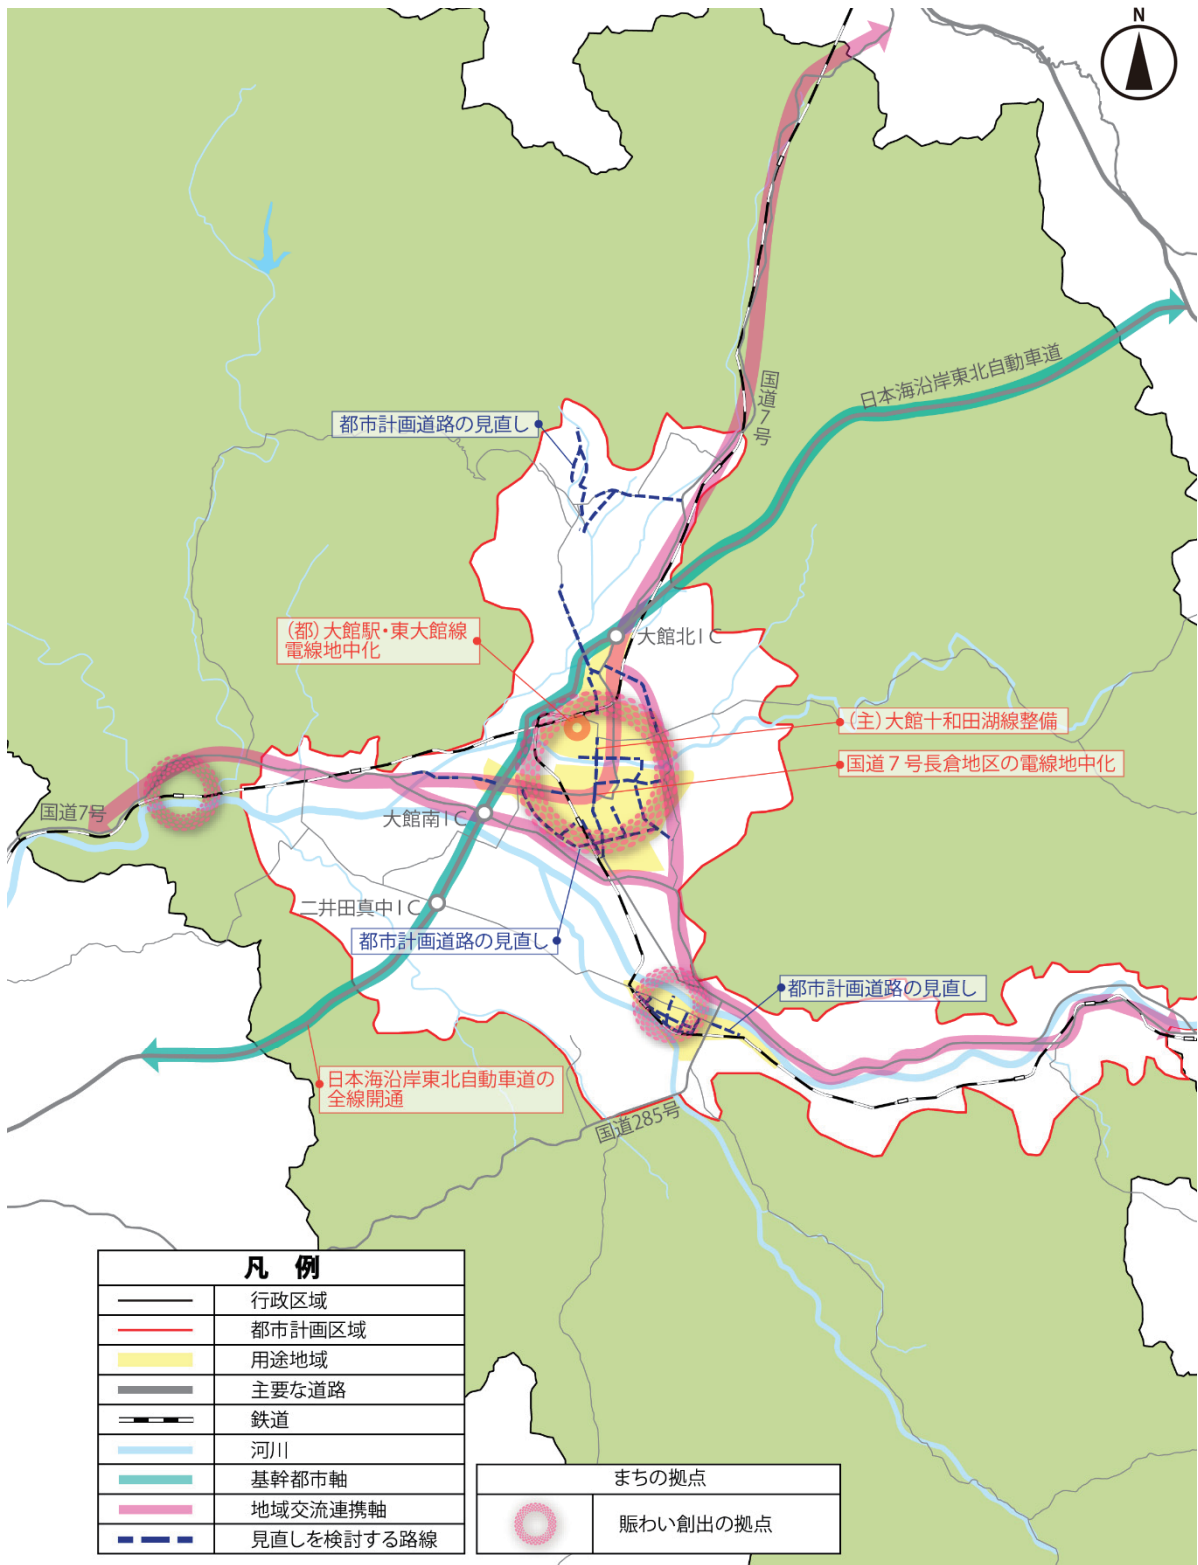 N
国道7号
日本海沿岸東北自動車道
都市計画道路の見直し
(都)大館駅・東大館線
電線地中化
大館北IC
(主)大館十和田湖線整備
国道7号長倉地区の電線地中化
国道7号
大館南IC
二井田真中IC
都市計画道路の見直し
都市計画道路の見直し
日本海沿岸東北自動車道の
全線開通
国道285号
凡 例
行政区域
都市計画区域
用途地域
主要な道路
鉄道
河川
基幹都市軸
地域交流連携軸
見直しを検討する路線
まちの拠点
賑わい創出の拠点